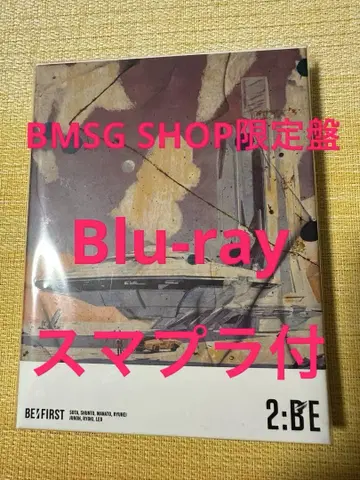 BMSG SHOP限定盤
Blu-ray
スマプラ付
BE:FIRST
SOTA, SHUNTO, MANATO, RYUHEI
JUNON, RYOKI, LEO
2:BE